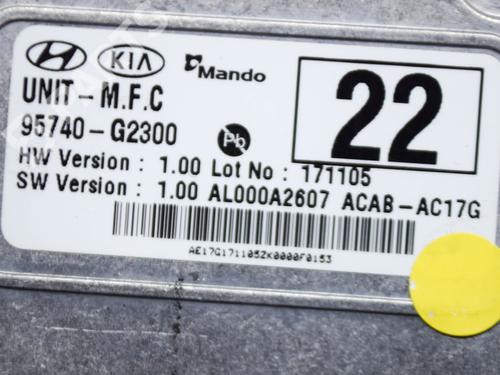 HYUNDAI KIA Mando
UNIT-M.F.C
95740-G2300
Pb
22
HW Version : 1.00 Lot No : 171105
SW Version : 1.00 AL000A2607 ACAB-AC17G
AE17G171105ZK0000F0153